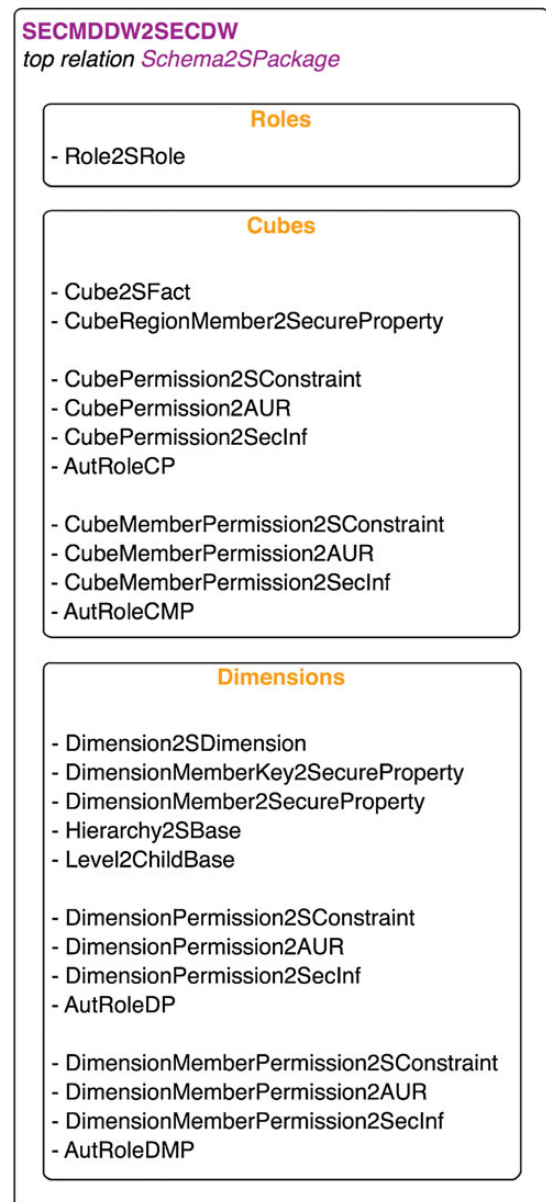 SECMDDW2SECDW
top relation Schema2SPackage
Roles
- Role2SRole
Cubes
- Cube2SFact
- CubeRegionMember2SecureProperty
- CubePermission2SConstraint
- CubePermission2AUR
- CubePermission2SecInf
- AutRoleCP
- CubeMemberPermission2SConstraint
- CubeMemberPermission2AUR
- CubeMemberPermission2SecInf
- AutRoleCMP
Dimensions
- Dimension2SDimension
- DimensionMemberKey2SecureProperty
- DimensionMember2SecureProperty
- Hierarchy2SBase
- Level2ChildBase
- DimensionPermission2SConstraint
- DimensionPermission2AUR
- DimensionPermission2SecInf
- AutRoleDP
- DimensionMemberPermission2SConstraint
- DimensionMemberPermission2AUR
- DimensionMemberPermission2SecInf
- AutRoleDMP